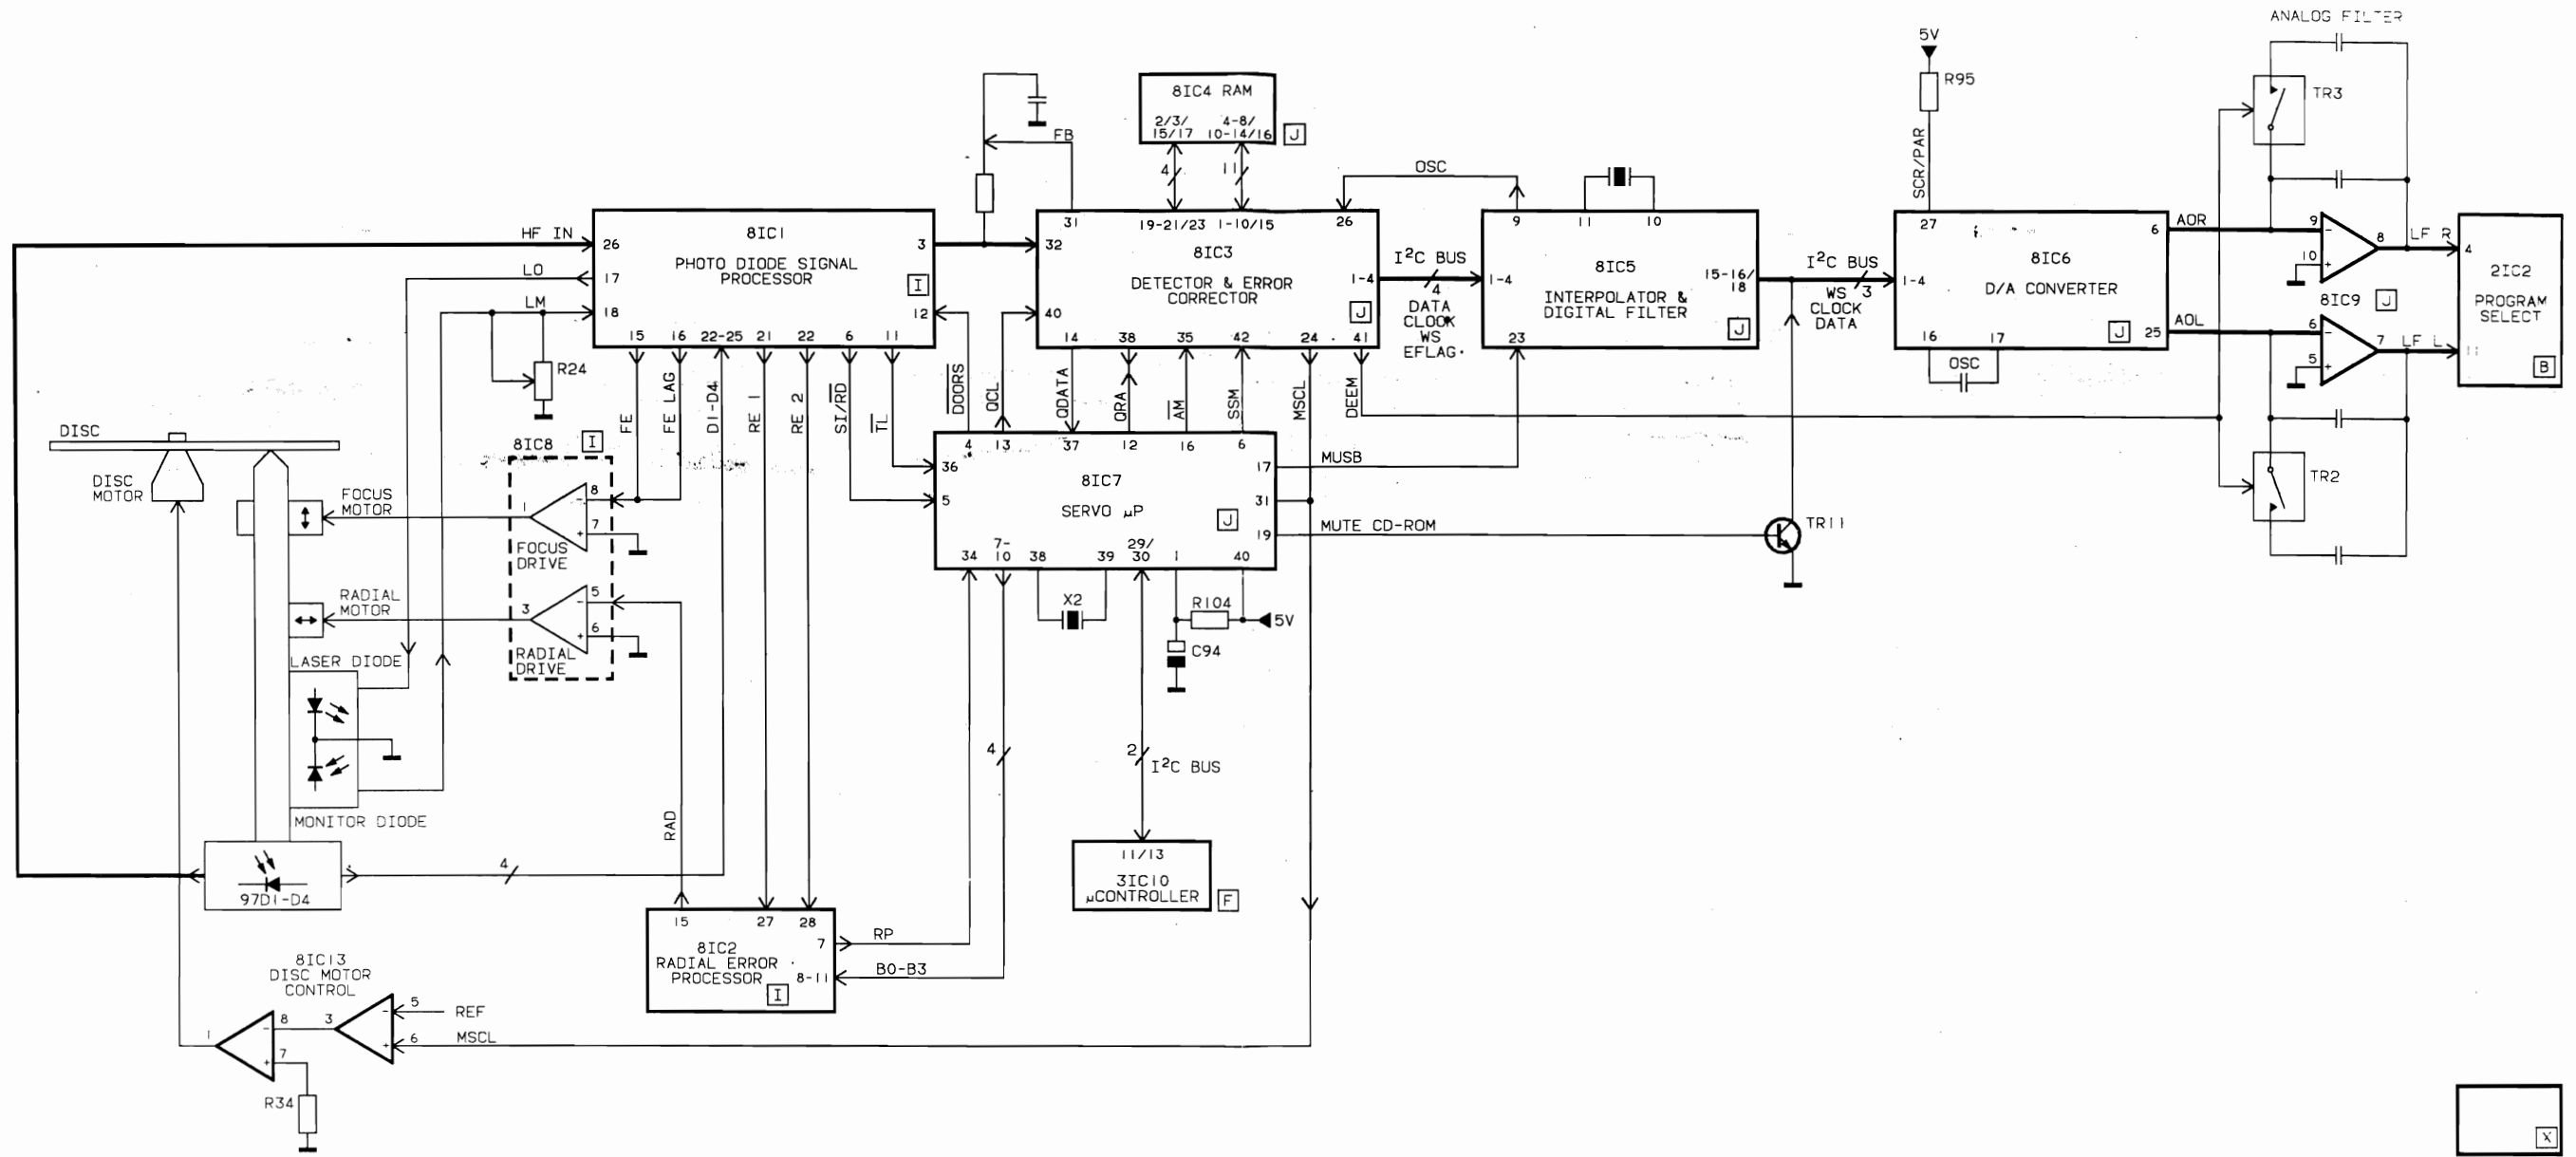 ANALOG FILTER
5V
R95
SCR/PAR
TR3
8IC4 RAM
2/3/ 4-8/
15/17 10-14/16
J
4
11
FB
OSC
HF IN
26
8IC1
3
PHOTO DIODE SIGNAL
PROCESSOR
I
LO
17
LM
18
12
15 16 22-25 21 22 6 11
R24
31
19-21/23 1-10/15
26
32
8IC3
DETECTOR & ERROR
CORRECTOR
1-4
J
40
14 38 35 42 24 41
I²C BUS
4
DATA
CLOCK
WS
EFLAG
9 11 10
1-4
8IC5
INTERPOLATOR &
DIGITAL FILTER
15-16/
18
J
23
I²C BUS
3
WS
CLOCK
DATA
27
6
8IC6
1-4
D/A CONVERTER
16 17
J
25
OSC
AOR
AOL
9
-
10
+
8
LF R
8IC9
J
6
-
5
+
7
LF L
4
2IC2
PROGRAM
SELECT
11
B
TR2
FE
FE LAG
D1-D4
RE 1
RE 2
SI/RD
TL
DOORS
QCL
QDATA
QRA
AM
SSM
MSCL
DEEM
DISC
DISC
MOTOR
FOCUS
MOTOR
8IC8
I
1
8
-
7
+
FOCUS
DRIVE
RADIAL
MOTOR
3
5
-
6
+
RADIAL
DRIVE
LASER DIODE
MONITOR DIODE
97D1-D4
4
4 13 37 12 16 6
36
5
8IC7
SERVO µP
J
17
31
19
34
7-
10
38 39
29/
30
1 40
MUSB
MUTE CD-ROM
TR11
X2
R104
5V
C94
4
2
I²C BUS
11/13
3IC10
µCONTROLLER
F
RAD
15 27 28
7
8IC2
RADIAL ERROR
PROCESSOR
8-11
I
RP
B0-B3
8IC13
DISC MOTOR
CONTROL
1
8
-
7
+
3
5
-
6
+
REF
MSCL
R34
X